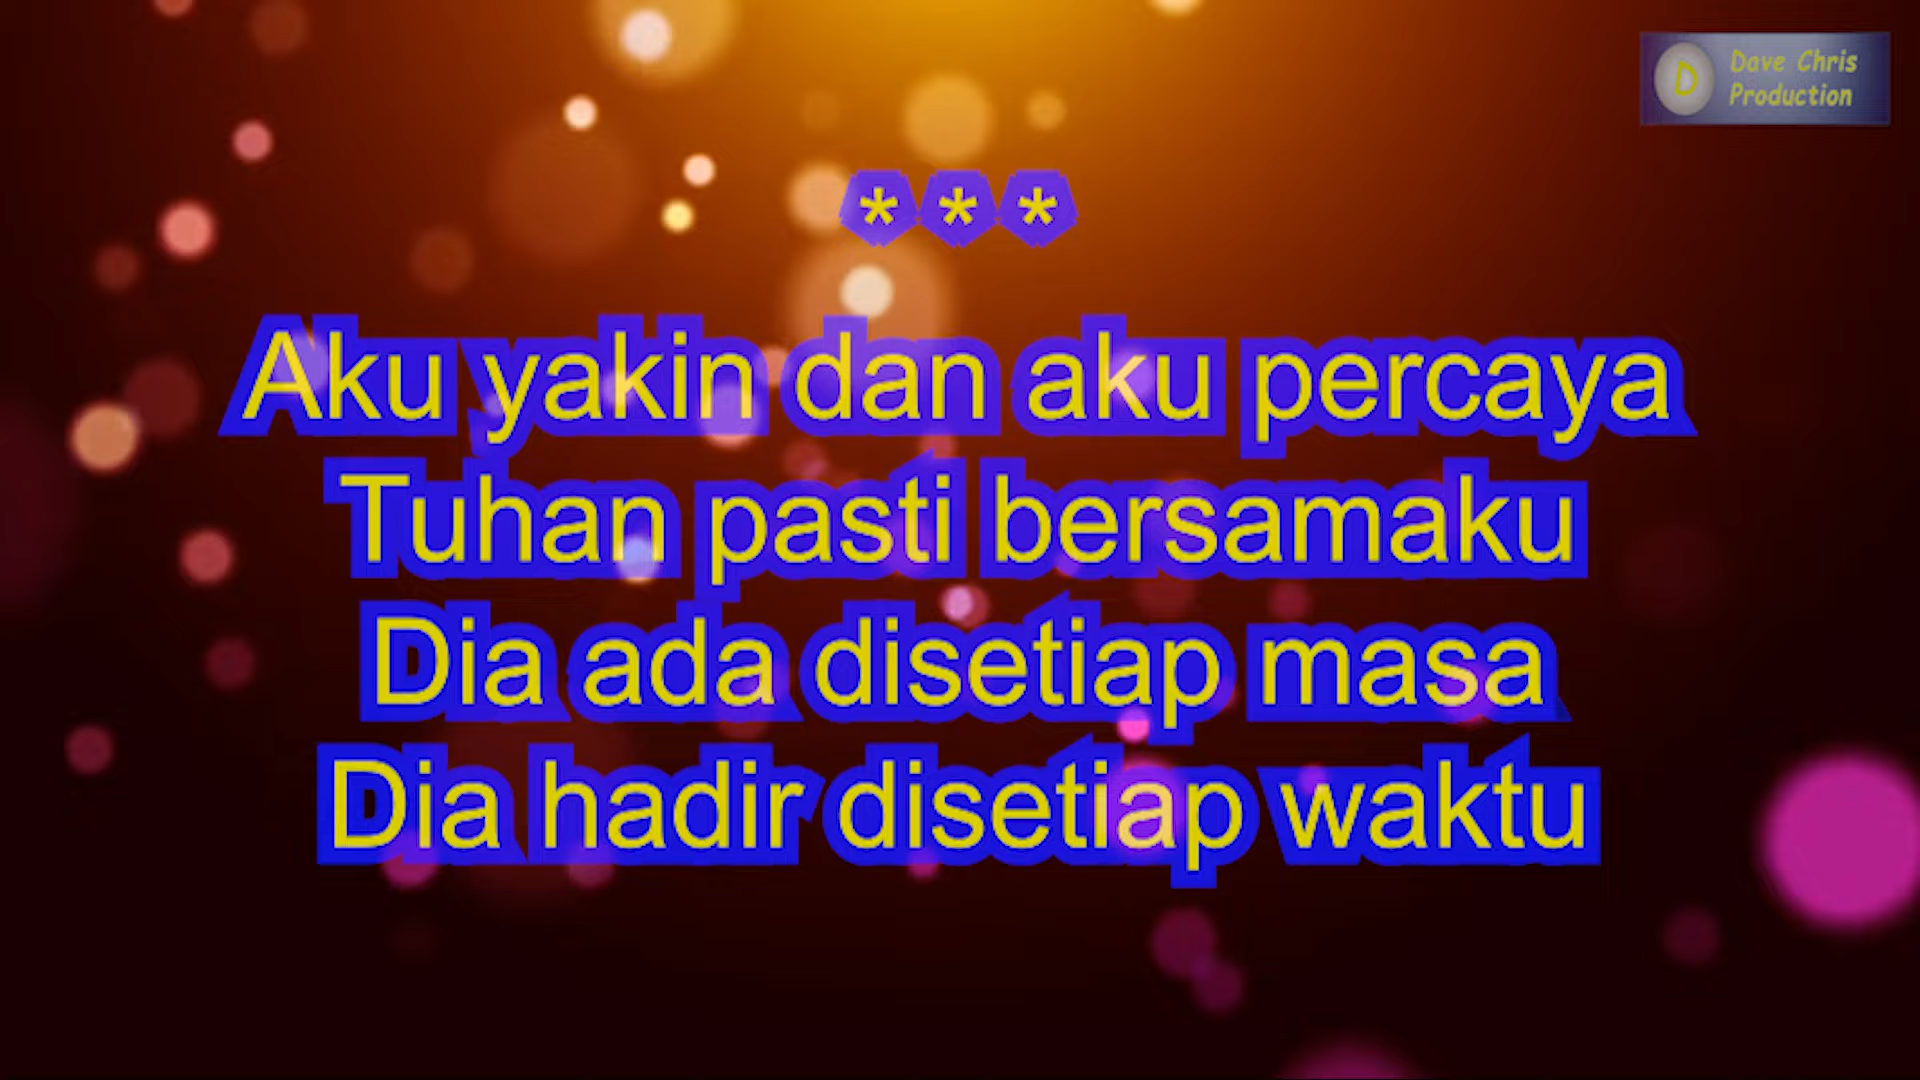 D Dave Chris
Production
***
Aku yakin dan aku percaya
Tuhan pasti bersamaku
Dia ada disetiap masa
Dia hadir disetiap waktu